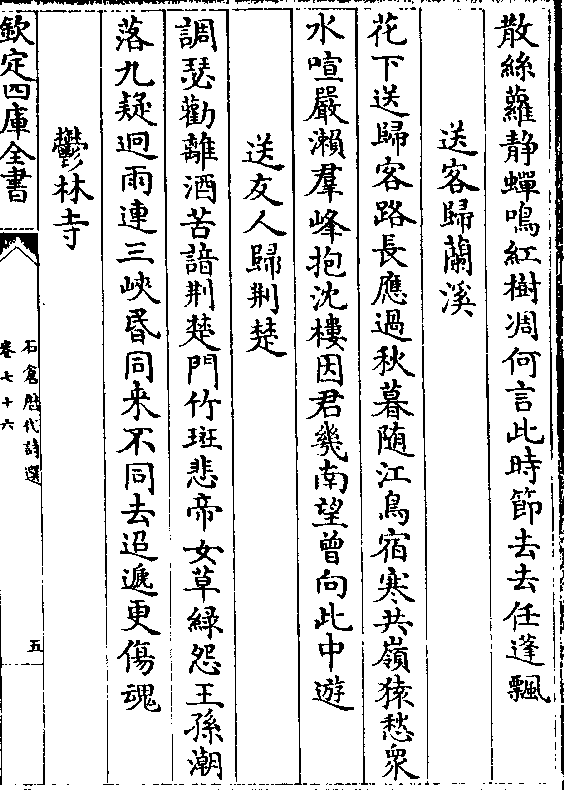 散絲蘿静蟬鳴紅樹凋何言此時節去去任蓬飄
送客歸蘭溪
花下送歸客路長應過秋暮随江鳥宿寒共嶺猿愁衆
水喧嚴瀨羣峰抱沈樓因君幾南望曾向此中遊
送友人歸荆楚
調瑟勸離酒苦諳荆楚門竹斑悲帝女草緑怨王孫潮
落九疑迥雨連三峽昬同来不同去迢遞更傷魂
鬱林寺
欽定四庫全書
石倉歴代詩選
卷七十六
五